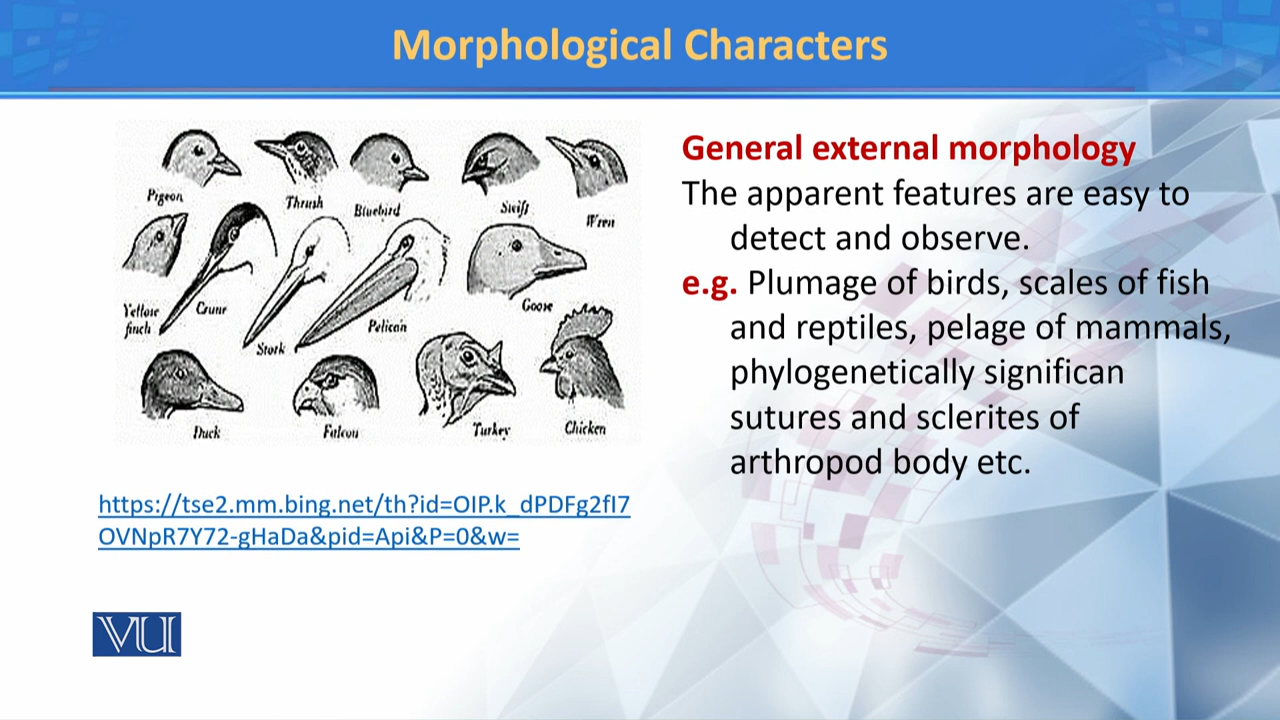 Morphological Characters
Pigeon
Thrush
Bluebird
Swift
Wren
Yellow
finch
Crane
Stork
Pelican
Goose
Duck
Falcon
Turkey
Chicken
https://tse2.mm.bing.net/th?id=OIP.k_dPDFg2fI7
OVNpR7Y72-gHaDa&pid=Api&P=0&w=
General external morphology
The apparent features are easy to
detect and observe.
e.g. Plumage of birds, scales of fish
and reptiles, pelage of mammals,
phylogenetically significan
sutures and sclerites of
arthropod body etc.
VU